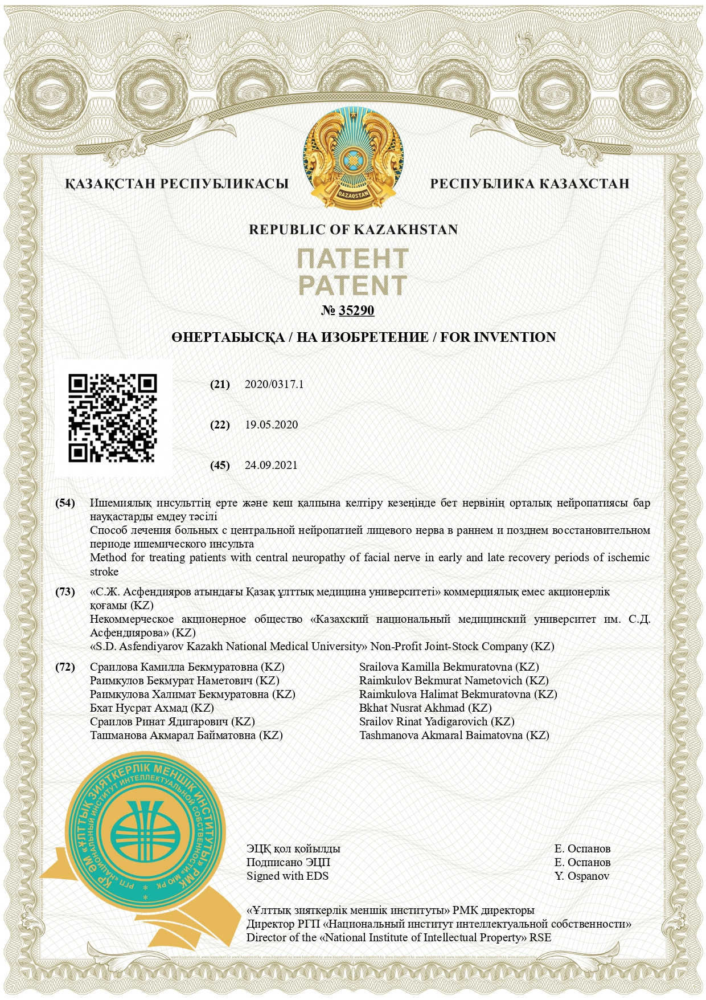 ҚАЗАҚСТАН РЕСПУБЛИКАСЫ
РЕСПУБЛИКА КАЗАХСТАН
QAZAQSTAN
REPUBLIC OF KAZAKHSTAN
ПАТЕНТ
PATENT
№ 35290
ӨНЕРТАБЫСҚА / НА ИЗОБРЕТЕНИЕ / FOR INVENTION
(21) 2020/0317.1
(22) 19.05.2020
(45) 24.09.2021
(54) Ишемиялық инсульттің ерте және кеш қалпына келтіру кезеңінде бет нервінің орталық нейропатиясы бар
науқастарды емдеу тәсілі
Способ лечения больных с центральной нейропатией лицевого нерва в раннем и позднем восстановительном
периоде ишемического инсульта
Method for treating patients with central neuropathy of facial nerve in early and late recovery periods of ischemic
stroke
(73) «С.Ж. Асфендияров атындағы Қазақ ұлттық медицина университеті» коммерциялық емес акционерлік
қоғамы (KZ)
Некоммерческое акционерное общество «Казахский национальный медицинский университет им. С.Д.
Асфендиярова» (KZ)
«S.D. Asfendiyarov Kazakh National Medical University» Non-Profit Joint-Stock Company (KZ)
(72) Сраилова Камилла Бекмуратовна (KZ) Srailova Kamilla Bekmuratovna (KZ)
Раимкулов Бекмурат Наметович (KZ) Raimkulov Bekmurat Nametovich (KZ)
Раимкулова Халимат Бекмуратовна (KZ) Raimkulova Halimat Bekmuratovna (KZ)
Бхат Нусрат Ахмад (KZ) Bkhat Nusrat Akhmad (KZ)
Сраилов Ринат Ядигарович (KZ) Srailov Rinat Yadigarovich (KZ)
Ташманова Акмарал Байматовна (KZ) Tashmanova Akmaral Baimatovna (KZ)
ҚР ӘМ «ҰЛТТЫҚ ЗИЯТКЕРЛІК МЕНШІК ИНСТИТУТЫ» РМК
РГП «НАЦИОНАЛЬНЫЙ ИНСТИТУТ ИНТЕЛЛЕКТУАЛЬНОЙ СОБСТВЕННОСТИ» МЮ РК
ЭЦҚ қол қойылды Е. Оспанов
Подписано ЭЦП Е. Оспанов
Signed with EDS Y. Ospanov
«Ұлттық зияткерлік меншік институты» РМК директоры
Директор РГП «Национальный институт интеллектуальной собственности»
Director of the «National Institute of Intellectual Property» RSE